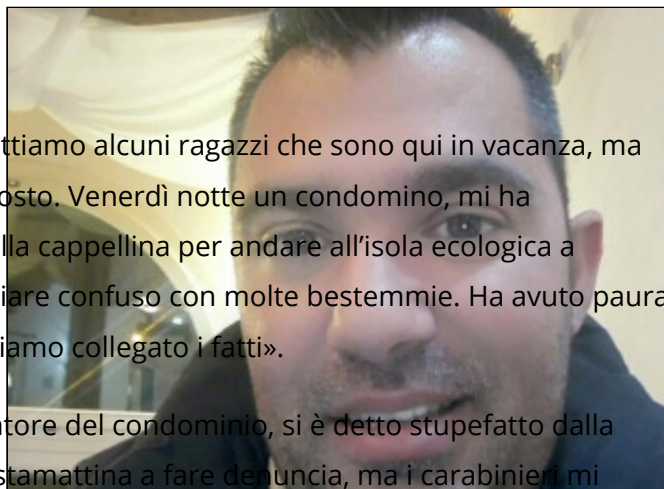 ttiamo alcuni ragazzi che sono qui in vacanza, ma
osto. Venerdì notte un condomino, mi ha
lla cappellina per andare all’isola ecologica a
iare confuso con molte bestemmie. Ha avuto paura
iamo collegato i fatti».
tore del condominio, si è detto stupefatto dalla
stamattina a fare denuncia, ma i carabinieri mi